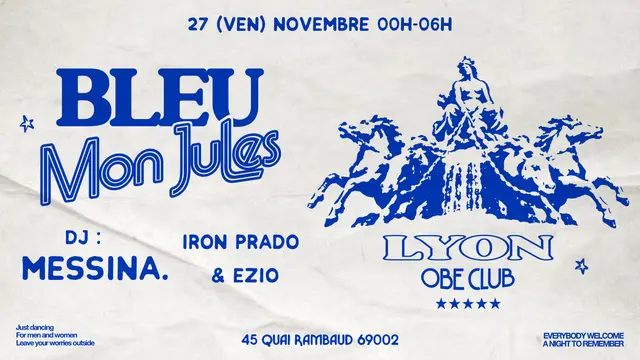 27 (VEN) NOVEMBRE 00H-06H
BLEU
Mon Jules
DJ :
MESSINA.
IRON PRADO
& EZIO
LYON
OBE CLUB
45 QUAI RAMBAUD 69002
Just dancing
For men and women
Leave your worries outside
EVERYBODY WELCOME
A NIGHT TO REMEMBER